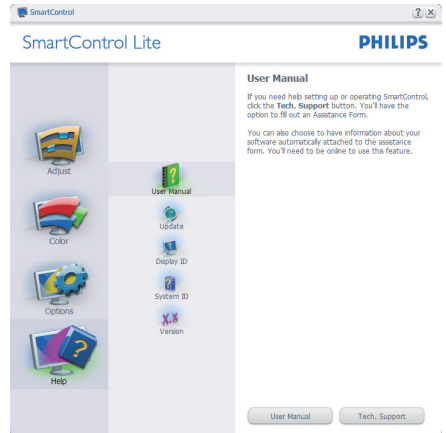 SmartControl
SmartControl Lite
PHILIPS
Adjust
Color
Options
Help
User Manual
Update
Display ID
System ID
X.X
Version
User Manual
If you need help setting up or operating SmartControl,
click the Tech. Support button. You'll have the
option to fill out an Assistance Form.
You can also choose to have information about your
software automatically attached to the assistance
form. You'll need to be online to use this feature.
User Manual
Tech. Support